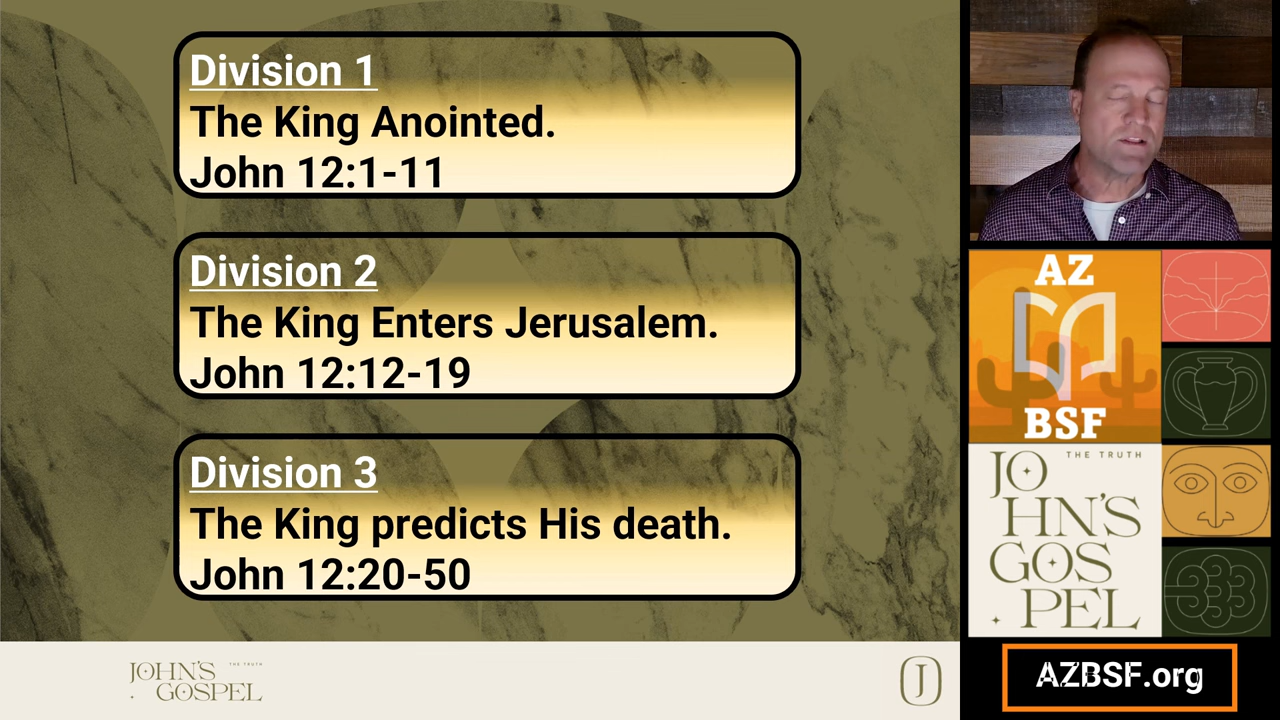 Division 1
The King Anointed.
John 12:1-11
Division 2
The King Enters Jerusalem.
John 12:12-19
Division 3
The King predicts His death.
John 12:20-50
JOHN'S
THE TRUTH
GOSPEL
J
AZ
BSF
JO
THE TRUTH
HN'S
GOS
PEL
AZBSF.org